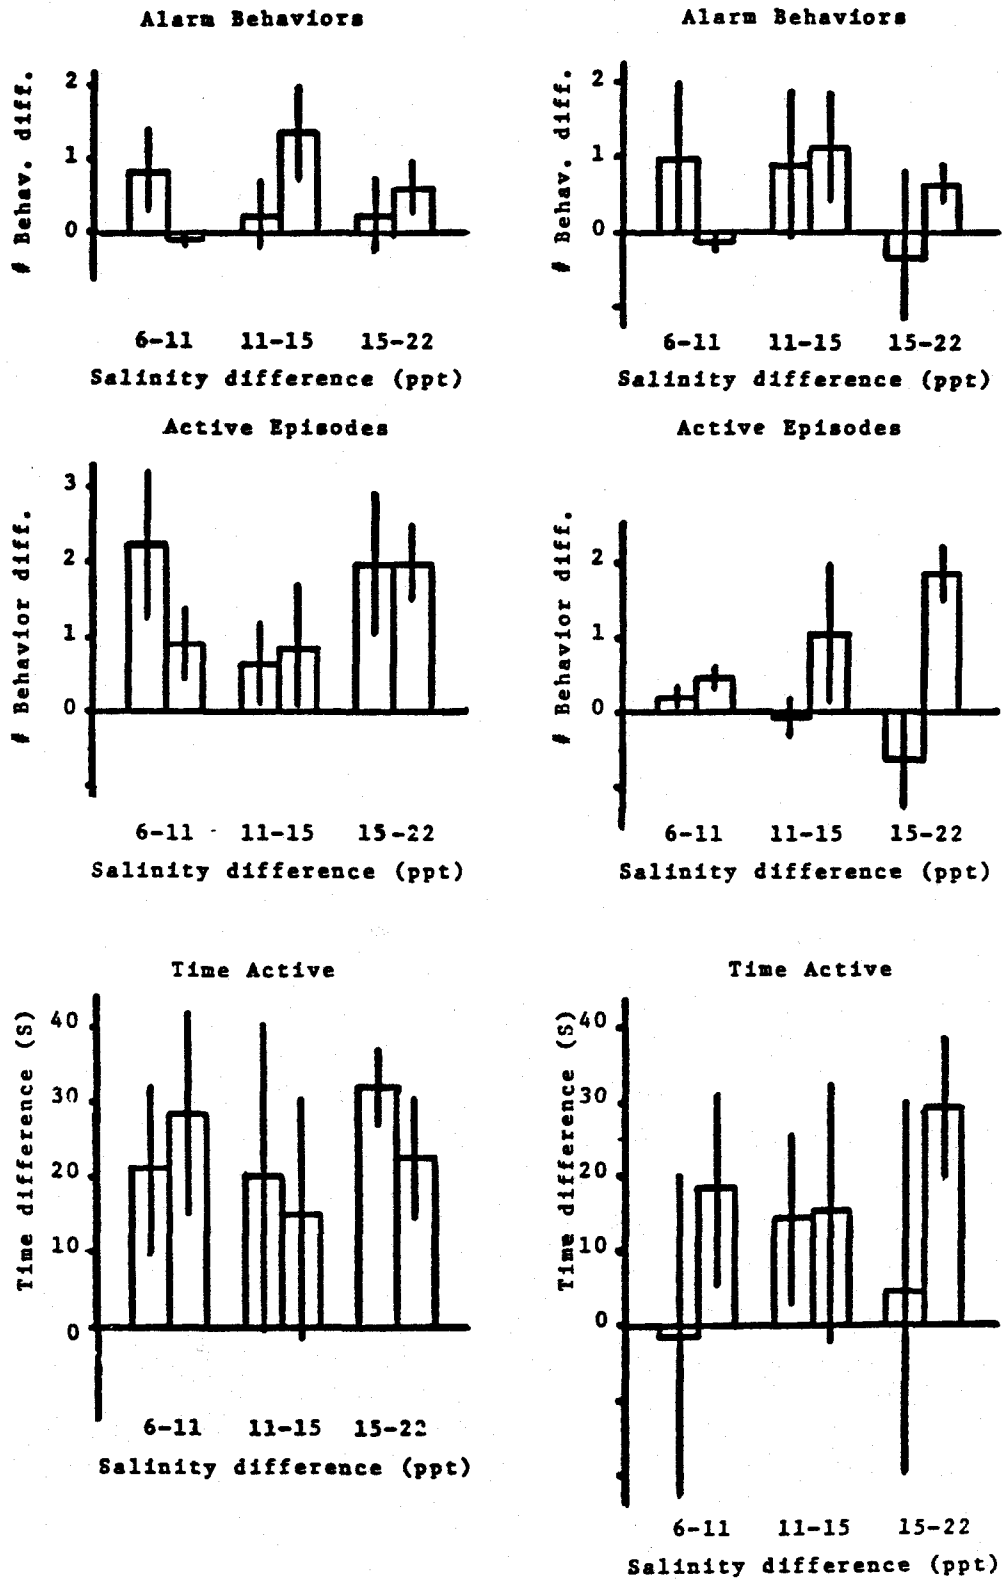 Alarm Behaviors
# Behav. diff.
2
1
0
6-11 11-15 15-22
Salinity difference (ppt)
Alarm Behaviors
# Behav. diff.
2
1
0
6-11 11-15 15-22
Salinity difference (ppt)
Active Episodes
# Behavior diff.
3
2
1
0
6-11 11-15 15-22
Salinity difference (ppt)
Active Episodes
# Behavior diff.
2
1
0
6-11 11-15 15-22
Salinity difference (ppt)
Time Active
Time difference (S)
40
30
20
10
0
6-11 11-15 15-22
Salinity difference (ppt)
Time Active
Time difference (S)
40
30
20
10
0
6-11 11-15 15-22
Salinity difference (ppt)